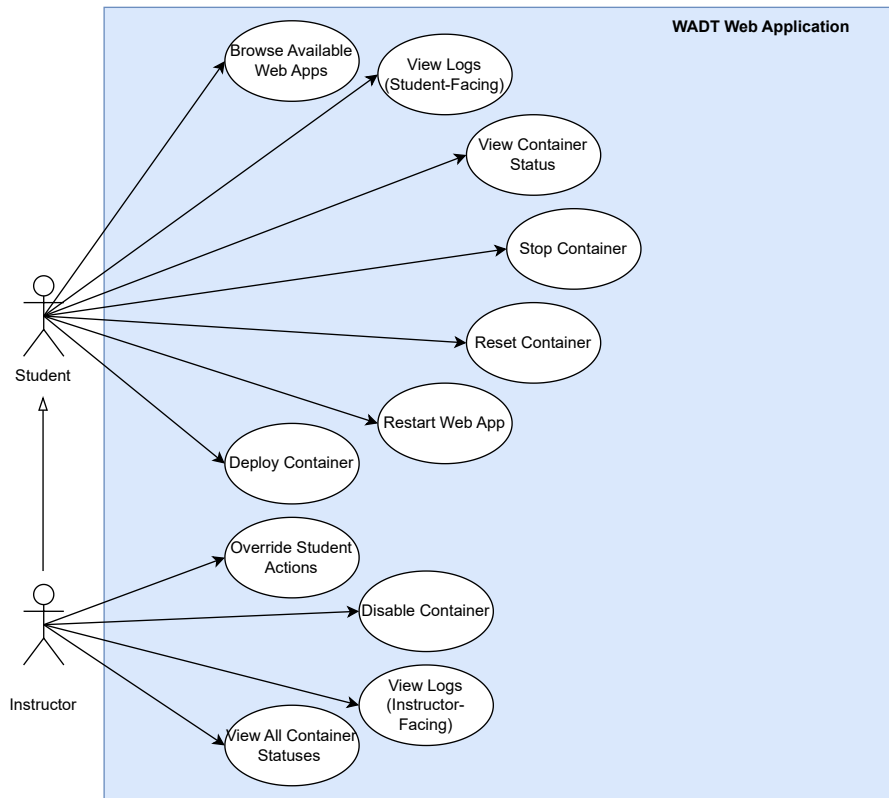 WADT Web Application
Browse Available
Web Apps
View Logs
(Student-Facing)
View Container
Status
Stop Container
Reset Container
Student
Restart Web App
Deploy Container
Override Student
Actions
Disable Container
Instructor
View Logs
(Instructor-
Facing)
View All Container
Statuses